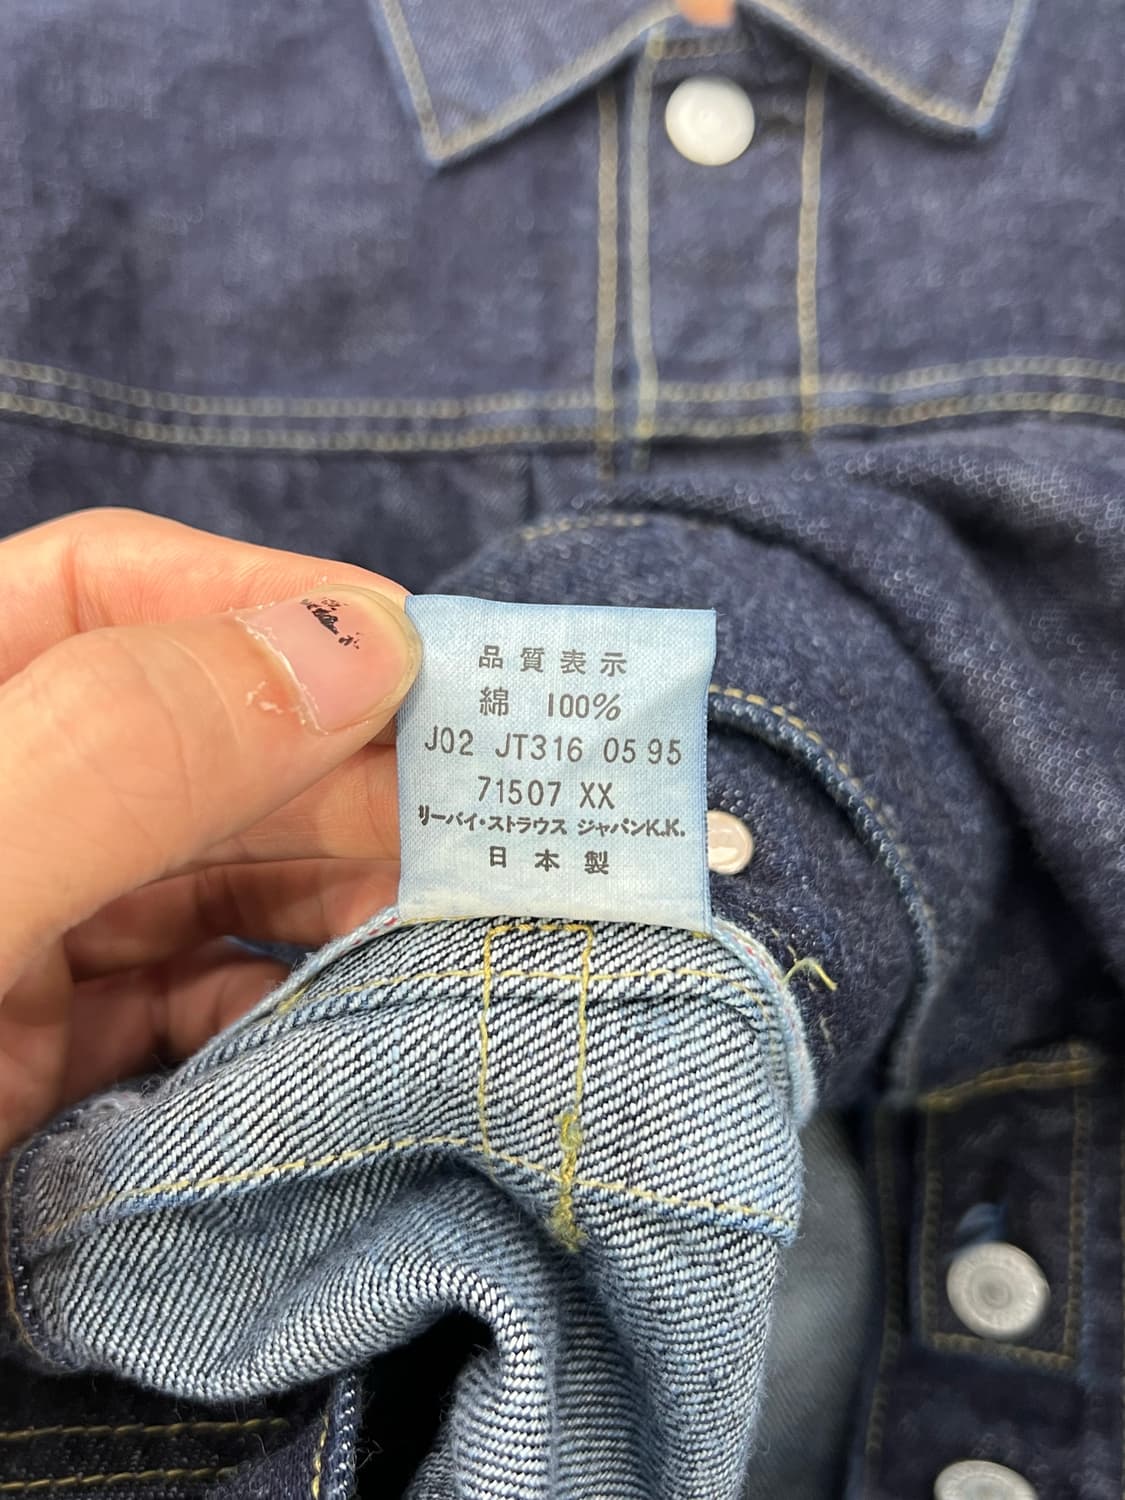 品質表示
綿 100%
J02 JT316 05 95
71507 XX
リーバイ・ストラウス ジャパンK.K.
日本製